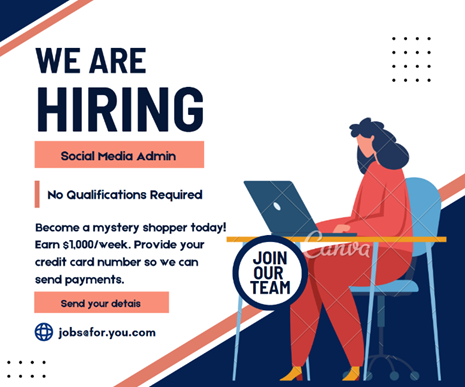 WE ARE
HIRING
Social Media Admin
No Qualifications Required
Become a mystery shopper today!
Earn $1,000/week. Provide your
credit card number so we can
send payments.
Send your detais
jobsafor.you.com
JOIN
OUR
TEAM
Canva